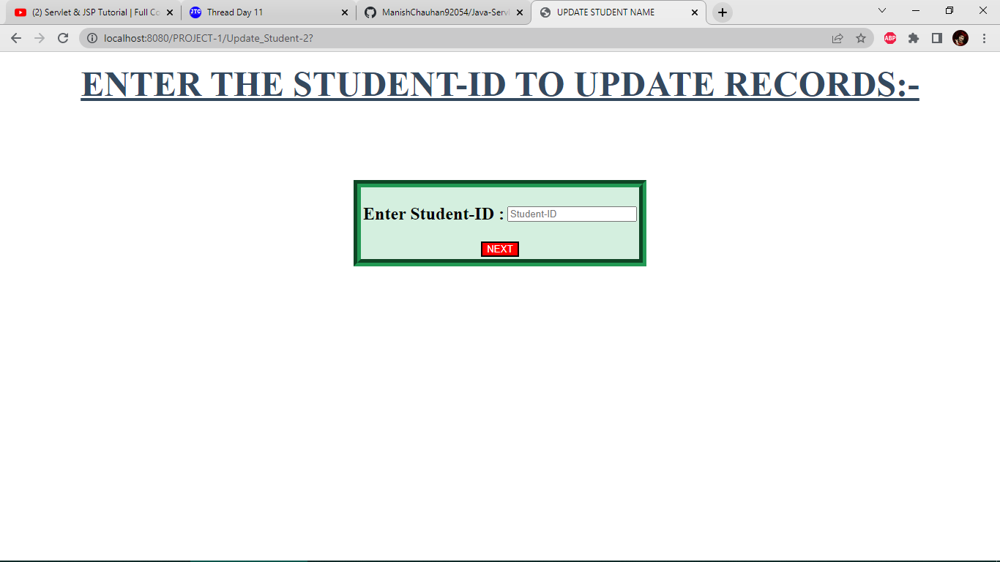 (2) Servlet & JSP Tutorial | Full Co
JTC Thread Day 11
ManishChauhan92054/Java-Servl
UPDATE STUDENT NAME
localhost:8080/PROJECT-1/Update_Student-2?
ABP
ENTER THE STUDENT-ID TO UPDATE RECORDS:-
Enter Student-ID : Student-ID
NEXT